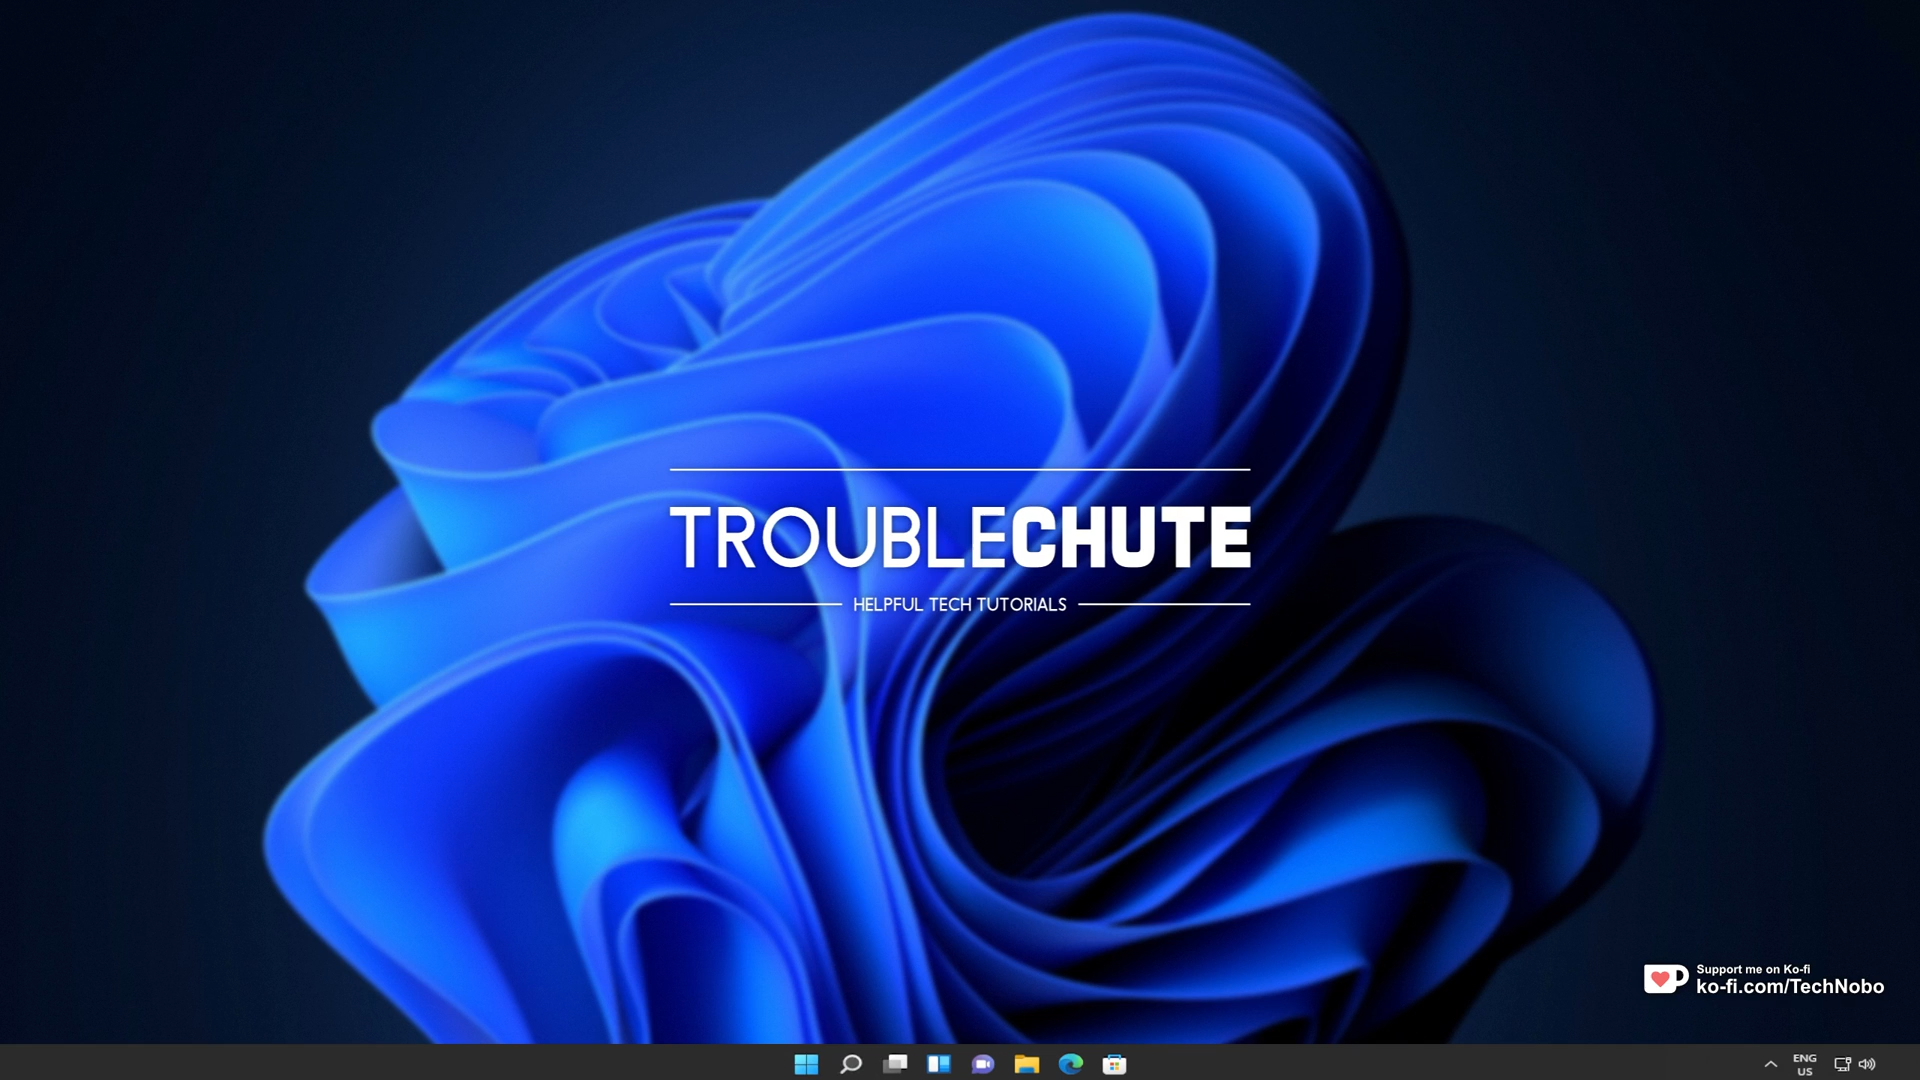 TROUBLECHUTE
HELPFUL TECH TUTORIALS
Support me on Ko-fi
ko-fi.com/TechNobo
ENG
US